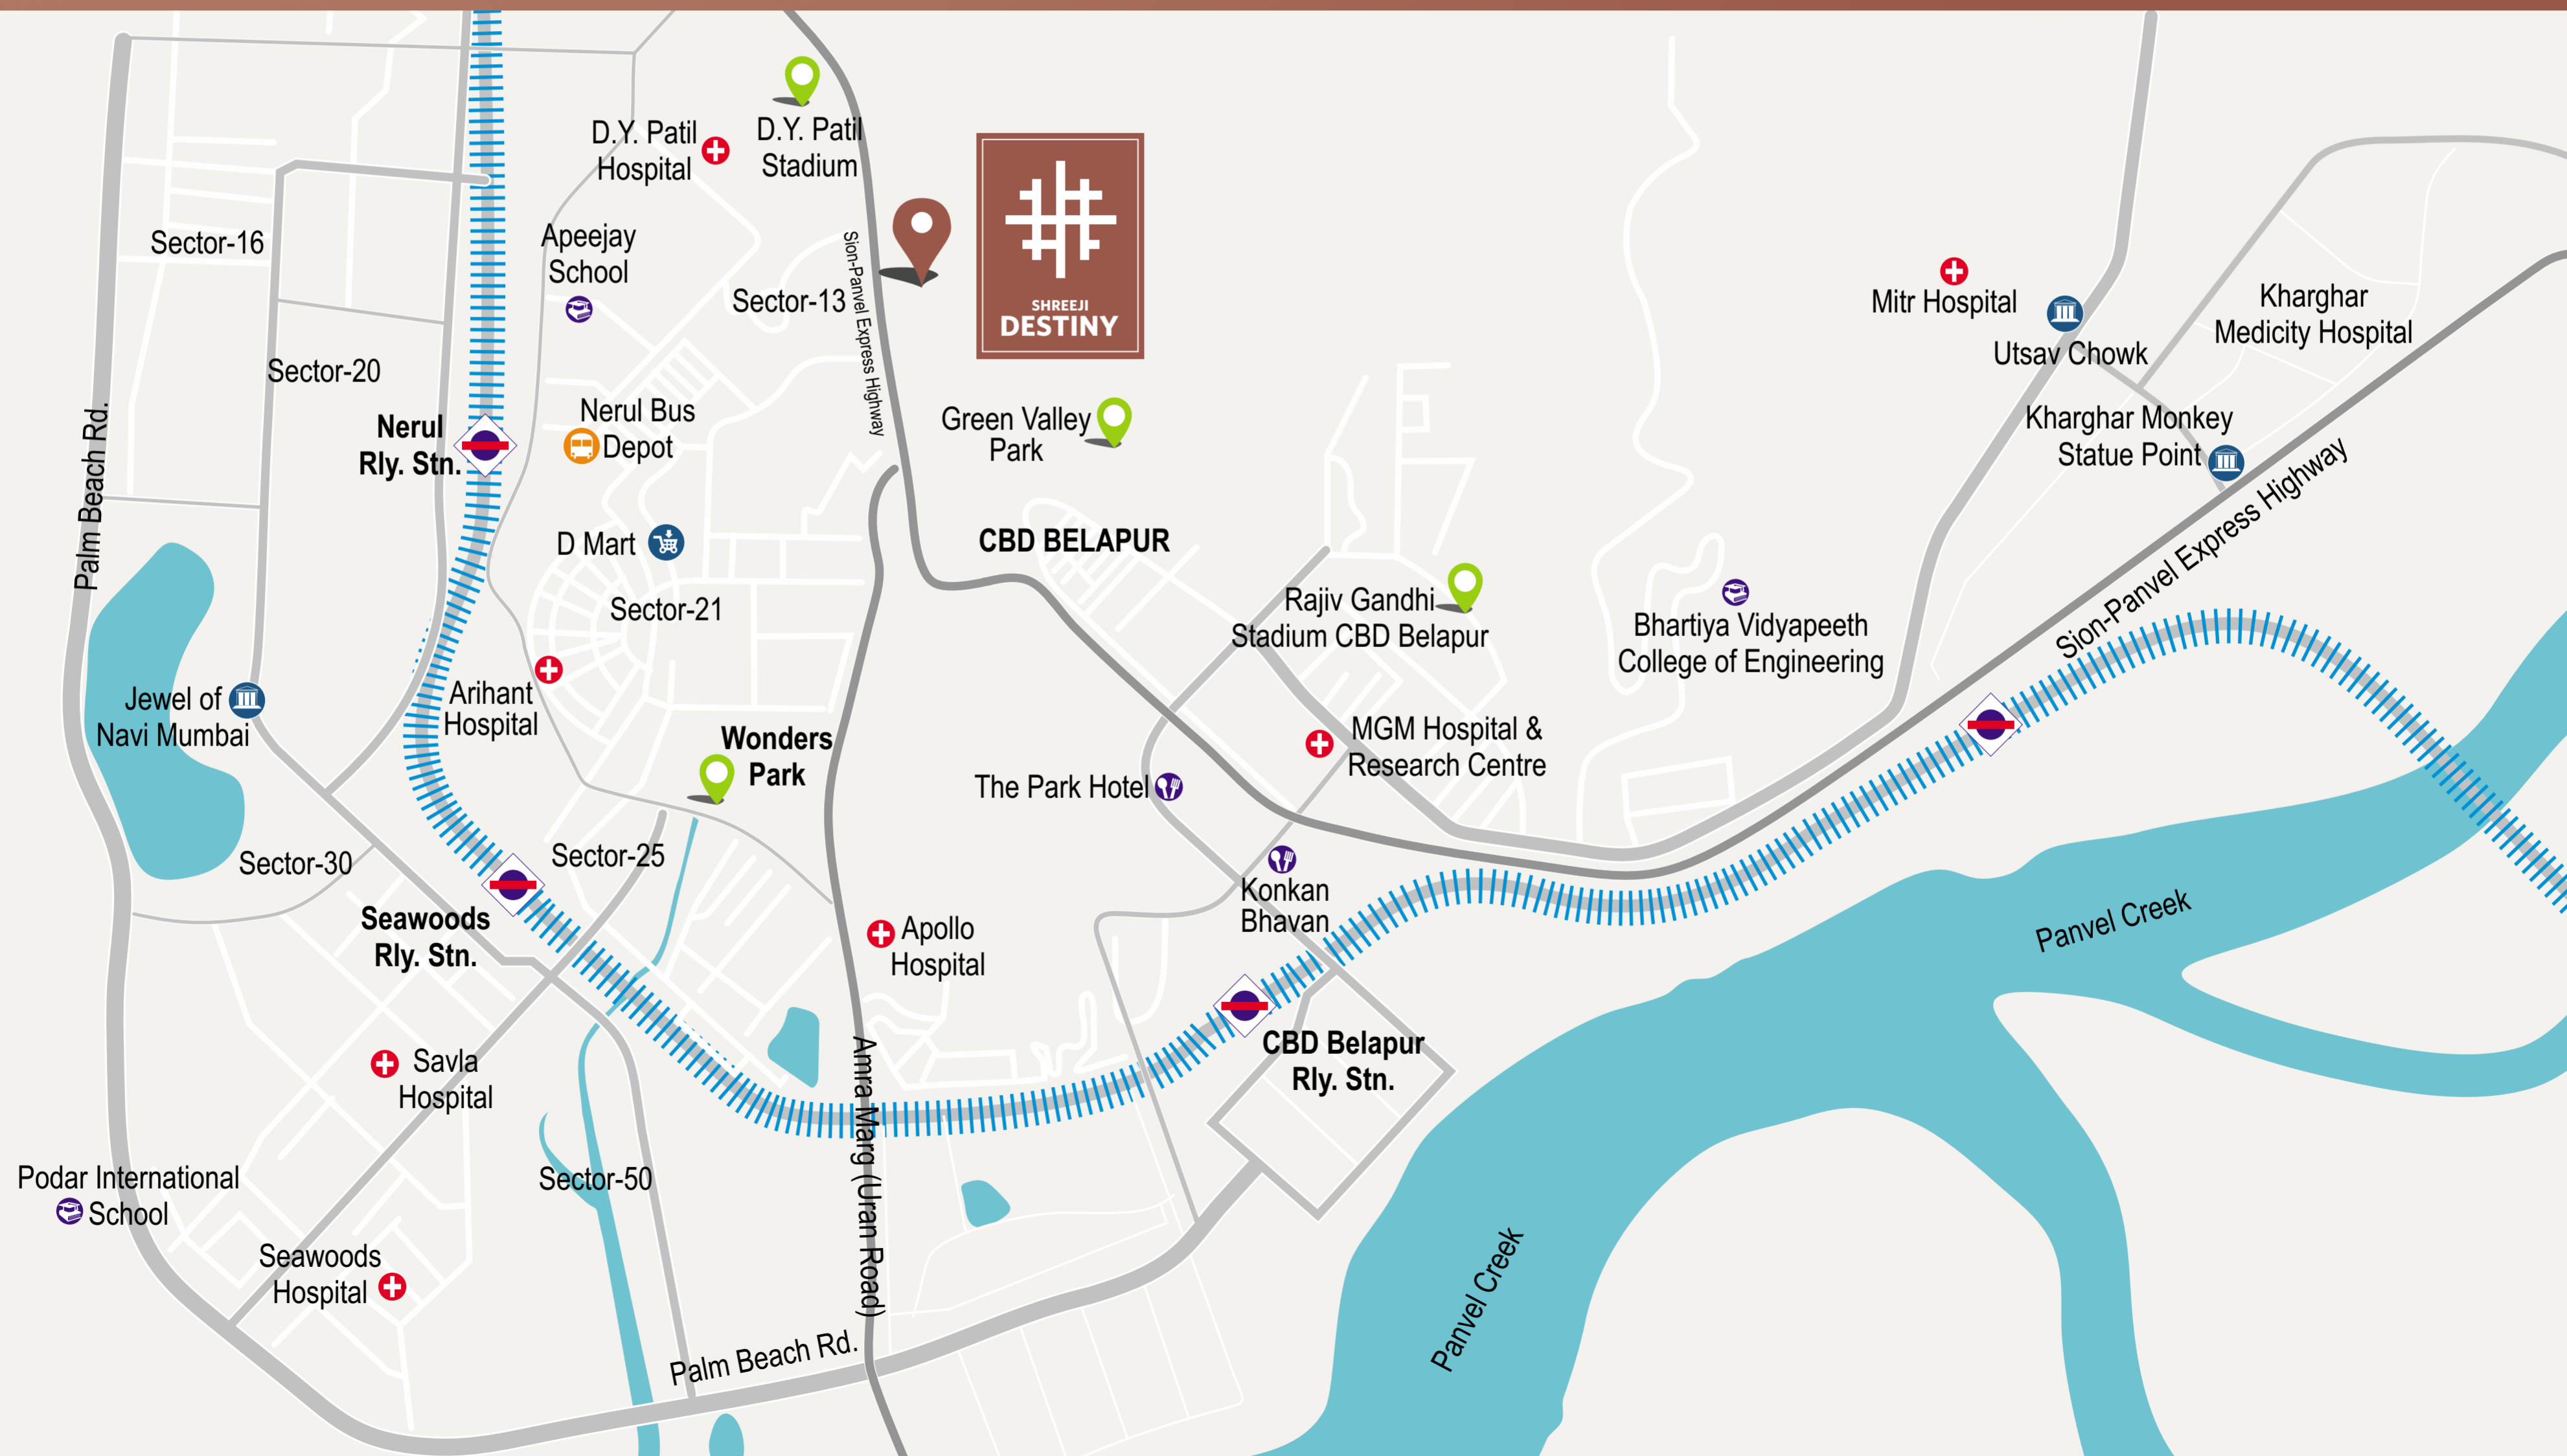 D.Y. Patil
Hospital
D.Y. Patil
Stadium
Sector-16
Apeejay
School
Sector-13
Sion-Panvel Express Highway
SHREEJI
DESTINY
Mitr Hospital
Utsav Chowk
Kharghar
Medicity Hospital
Sector-20
Nerul
Rly. Stn.
Nerul Bus
Depot
Green Valley
Park
Kharghar Monkey
Statue Point
Palm Beach Rd.
D Mart
CBD BELAPUR
Sion-Panvel Express Highway
Sector-21
Rajiv Gandhi
Stadium CBD Belapur
Bhartiya Vidyapeeth
College of Engineering
Jewel of
Navi Mumbai
Arihant
Hospital
Wonders
Park
MGM Hospital &
Research Centre
The Park Hotel
Sector-30
Sector-25
Konkan
Bhavan
Seawoods
Rly. Stn.
Apollo
Hospital
Panvel Creek
Savla
Hospital
CBD Belapur
Rly. Stn.
Amra Marg (Uran Road)
Podar International
School
Sector-50
Seawoods
Hospital
Palm Beach Rd.
Panvel Creek